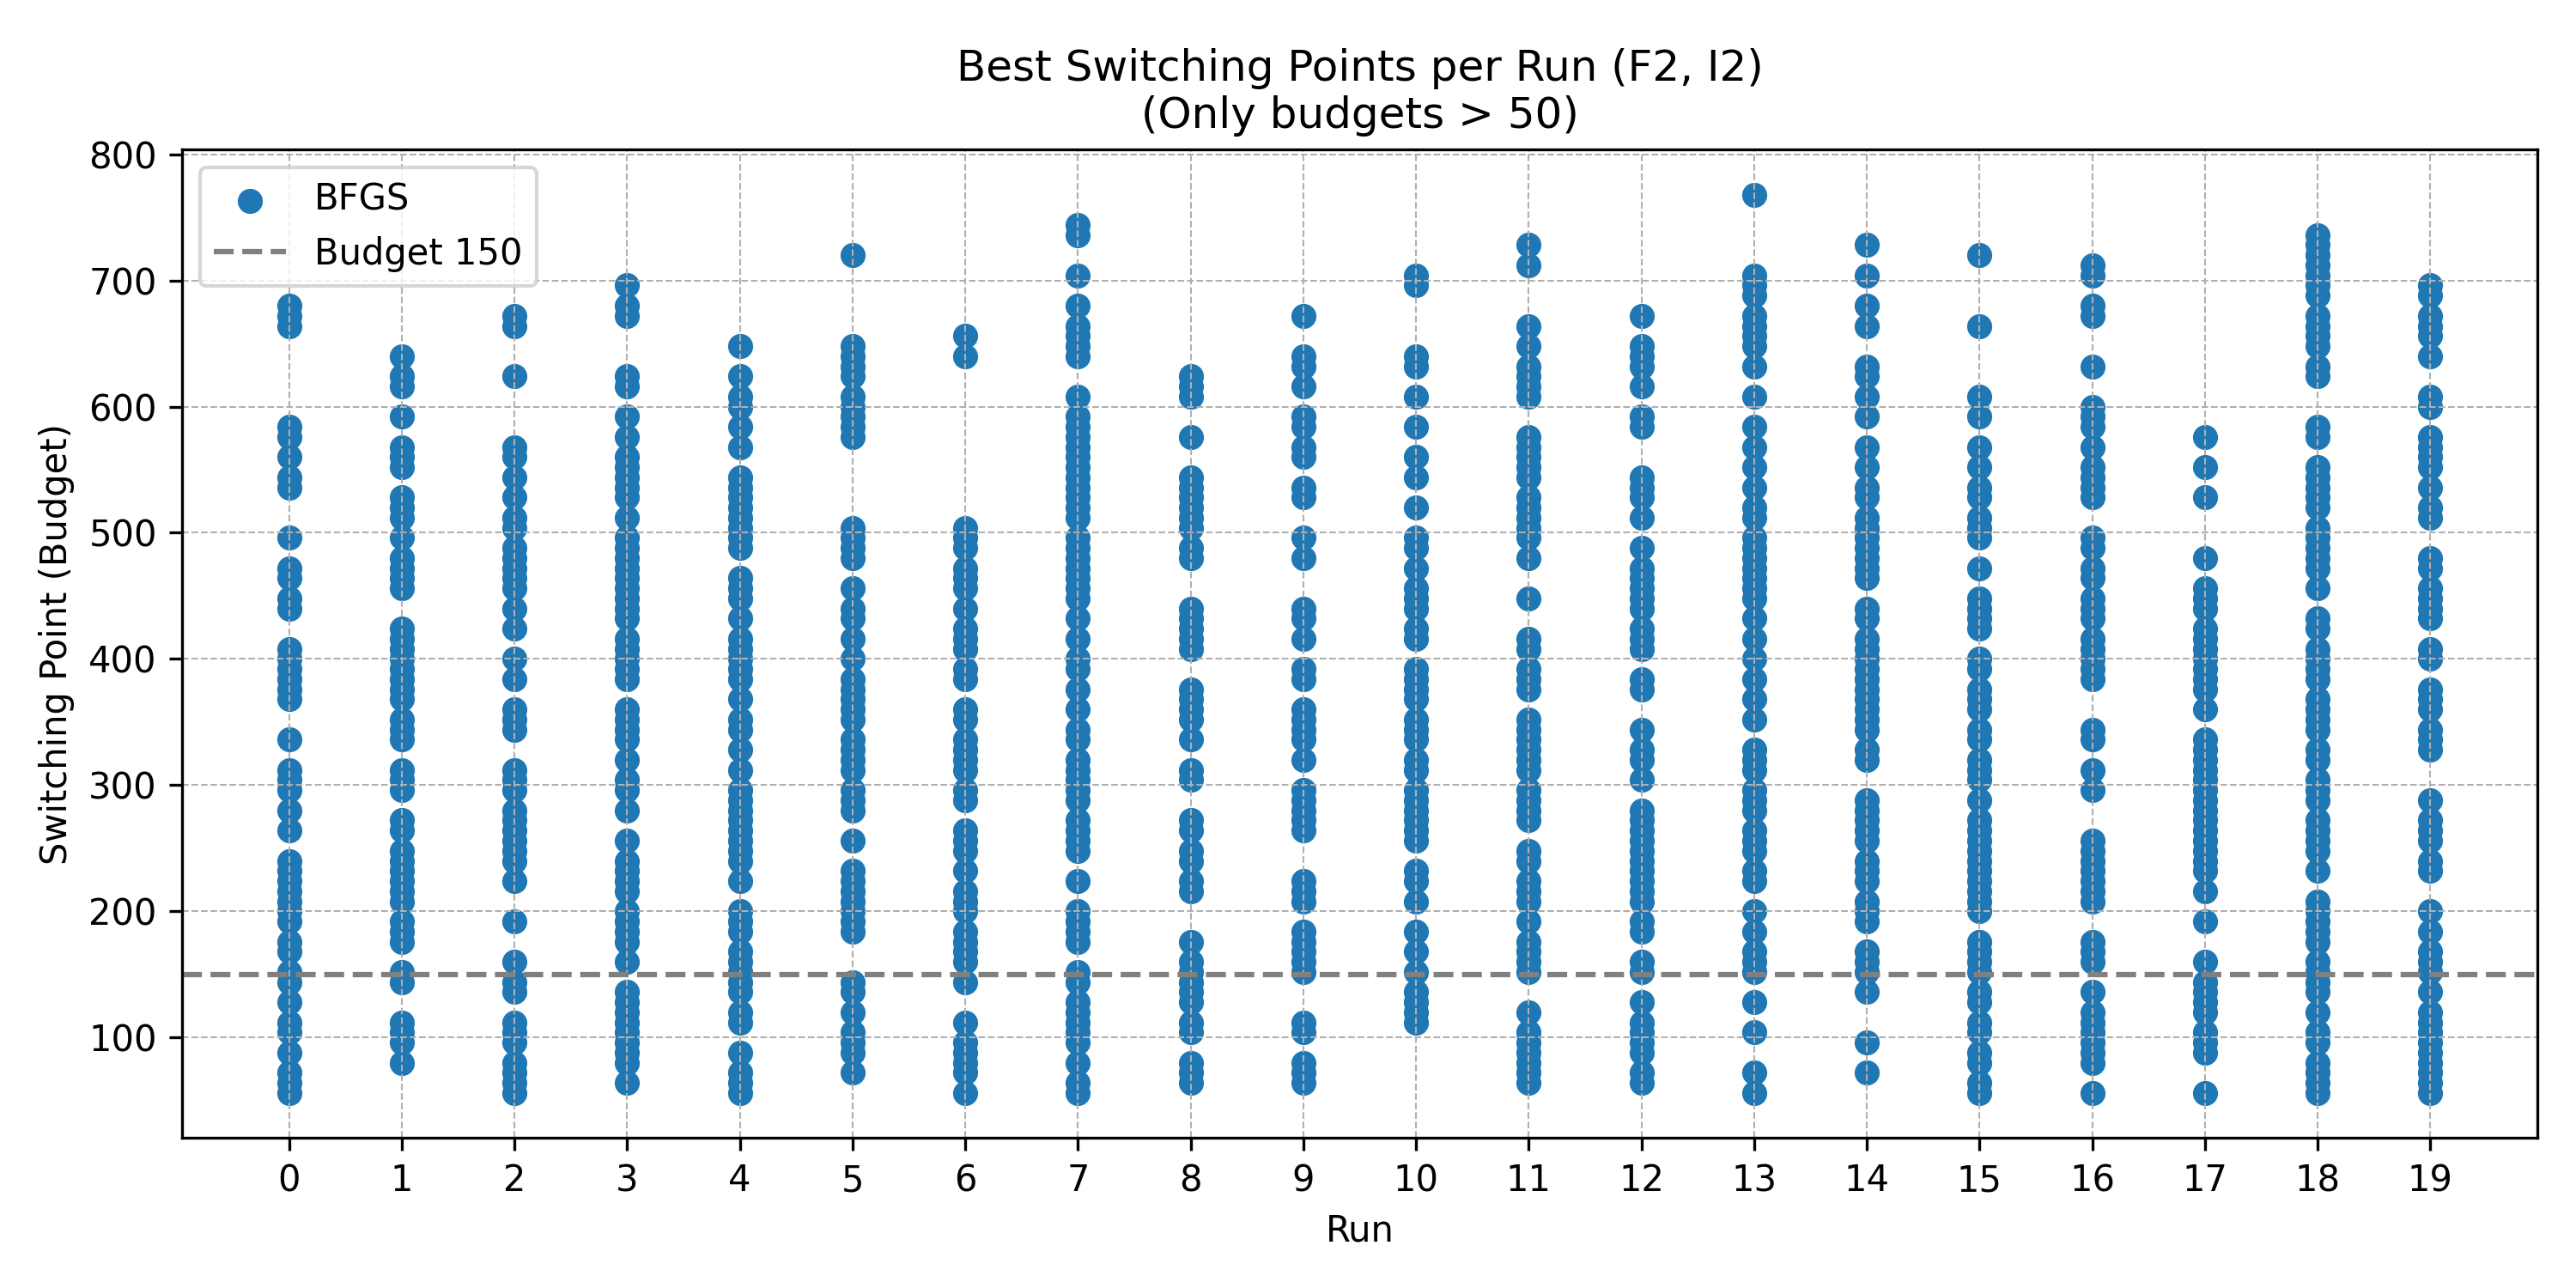 Best Switching Points per Run (F2, I2)
(Only budgets > 50)
BFGS
Budget 150
Switching Point (Budget)
800
700
600
500
400
300
200
100
0 1 2 3 4 5 6 7 8 9 10 11 12 13 14 15 16 17 18 19
Run